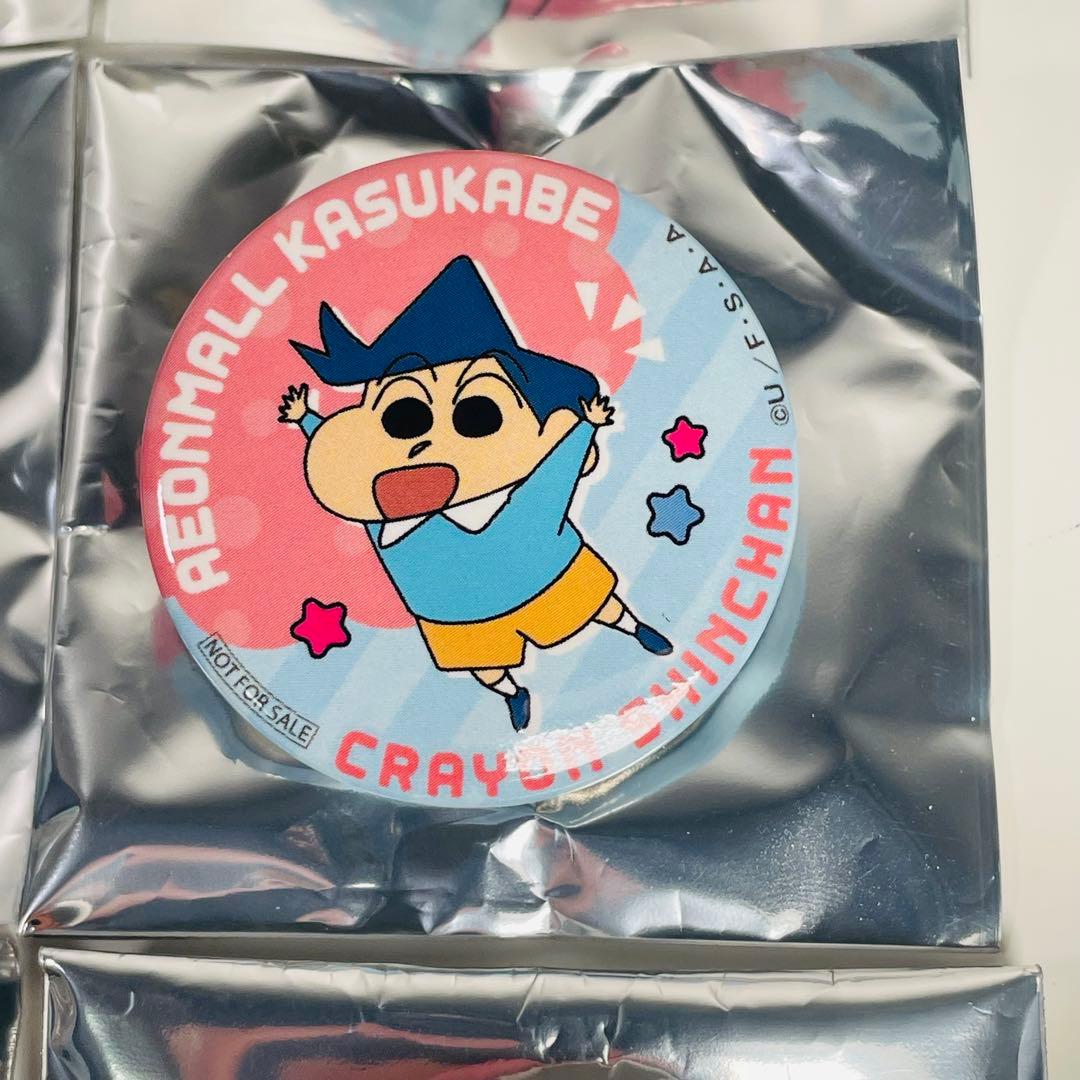 AEONMALL KASUKABE
©U/F・S・A・A
CRAYON SHINCHAN
NOT FOR SALE